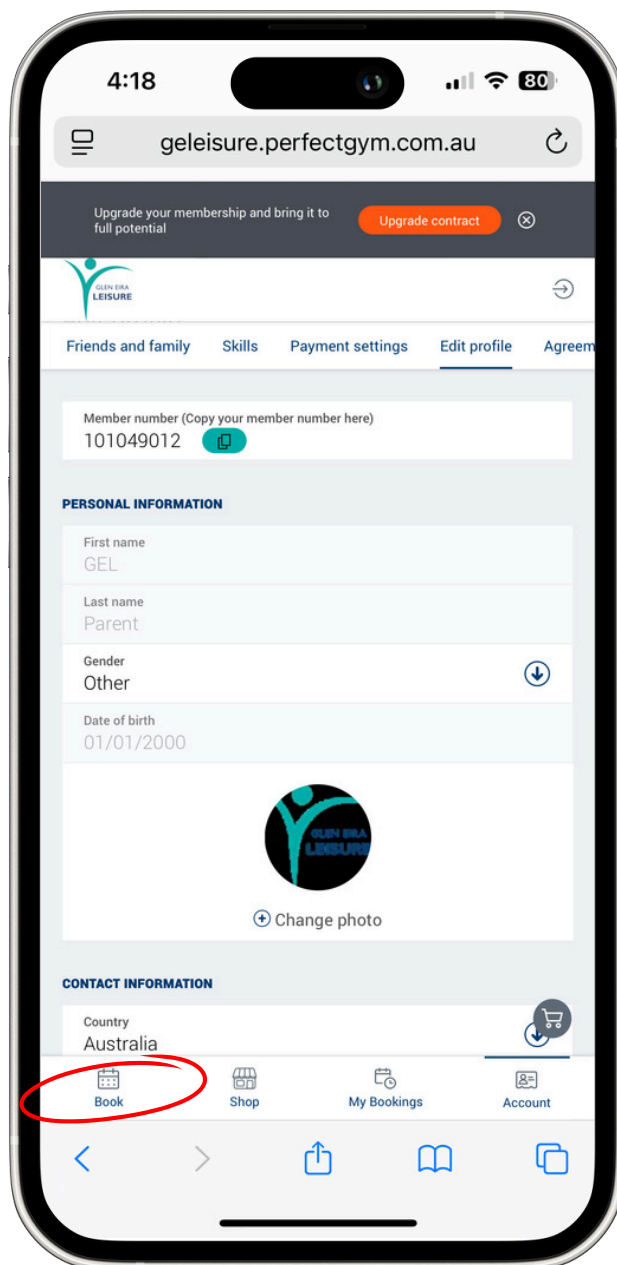 4:18
80
geleisure.perfectgym.com.au
Upgrade your membership and bring it to
full potential
Upgrade contract
GLEN EIRA
LEISURE
Friends and family Skills Payment settings Edit profile Agreem
Member number (Copy your member number here)
101049012
PERSONAL INFORMATION
First name
GEL
Last name
Parent
Gender
Other
Date of birth
01/01/2000
GLEN EIRA
LEISURE
Change photo
CONTACT INFORMATION
Country
Australia
Book Shop My Bookings Account